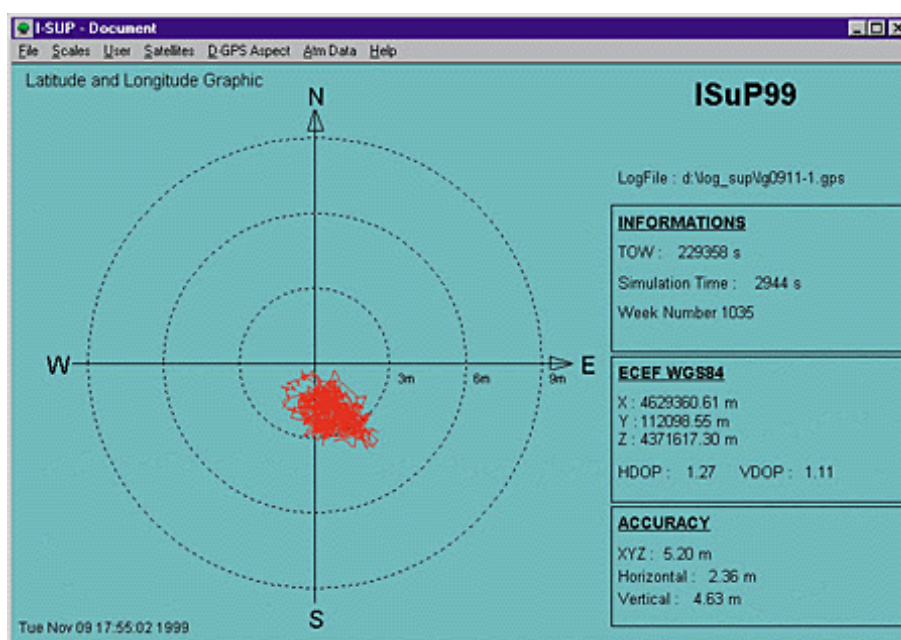 I-SUP - Document
File Scales User Satellites D-GPS Aspect Atm Data Help
Latitude and Longitude Graphic
ISuP99
N
W
E
S
3m
6m
9m
LogFile : d:\log_sup\lg0911-1.gps
INFORMATIONS
TOW : 229358 s
Simulation Time : 2944 s
Week Number 1035
ECEF WGS84
X : 4629360.61 m
Y : 112098.55 m
Z : 4371617.30 m
HDOP : 1.27 VDOP : 1.11
ACCURACY
XYZ : 5.20 m
Horizontal : 2.36 m
Vertical : 4.63 m
Tue Nov 09 17:55:02 1999